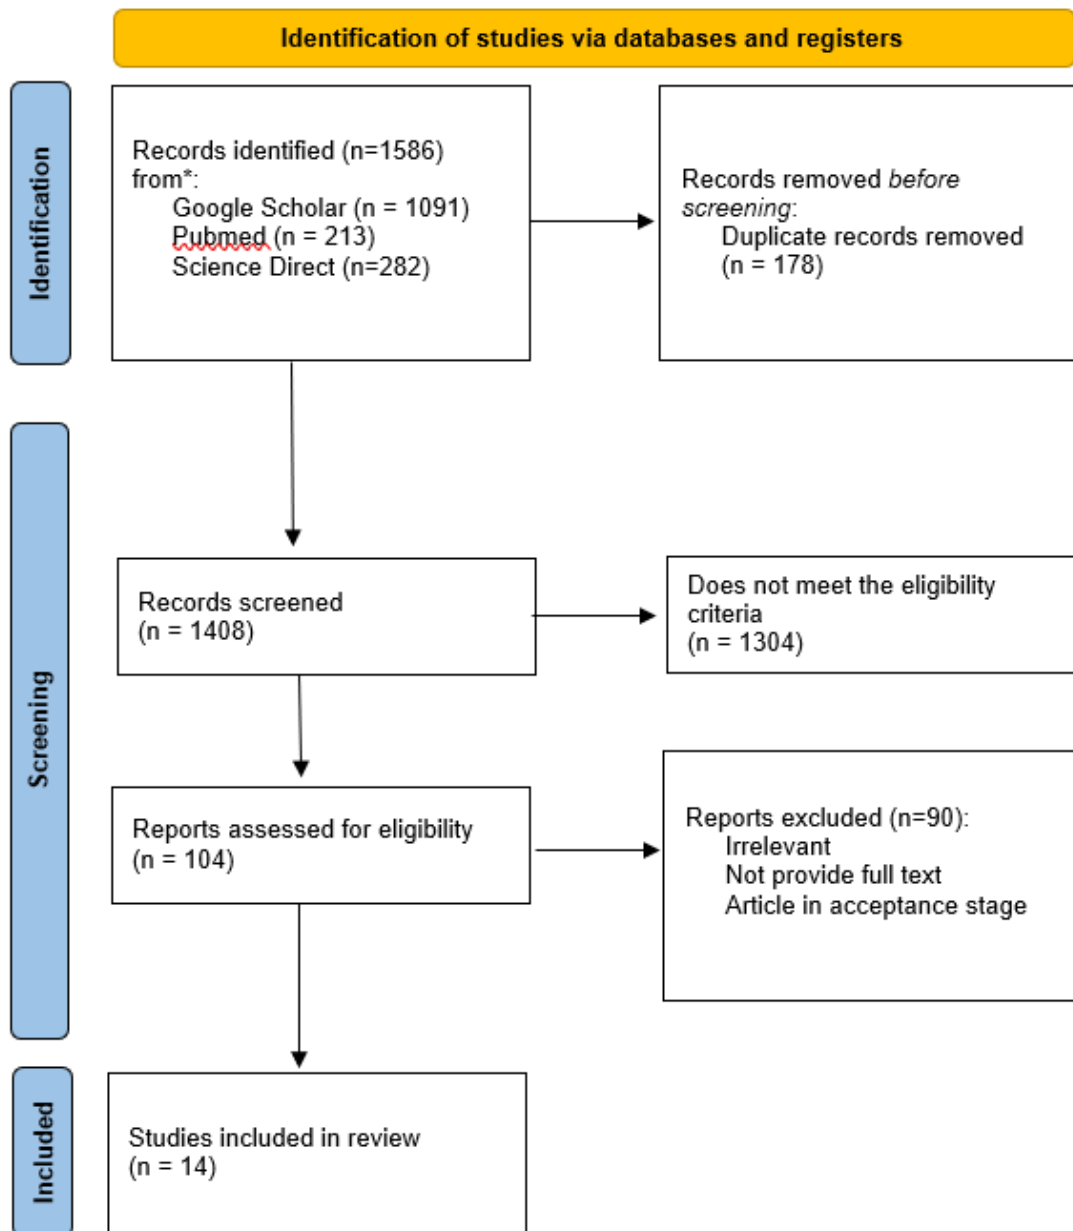 Identification of studies via databases and registers
Identification
Records identified (n=1586)
from*:
Google Scholar (n = 1091)
Pubmed (n = 213)
Science Direct (n=282)
Records removed before
screening:
Duplicate records removed
(n = 178)
Screening
Records screened
(n = 1408)
Does not meet the eligibility
criteria
(n = 1304)
Reports assessed for eligibility
(n = 104)
Reports excluded (n=90):
Irrelevant
Not provide full text
Article in acceptance stage
Included
Studies included in review
(n = 14)